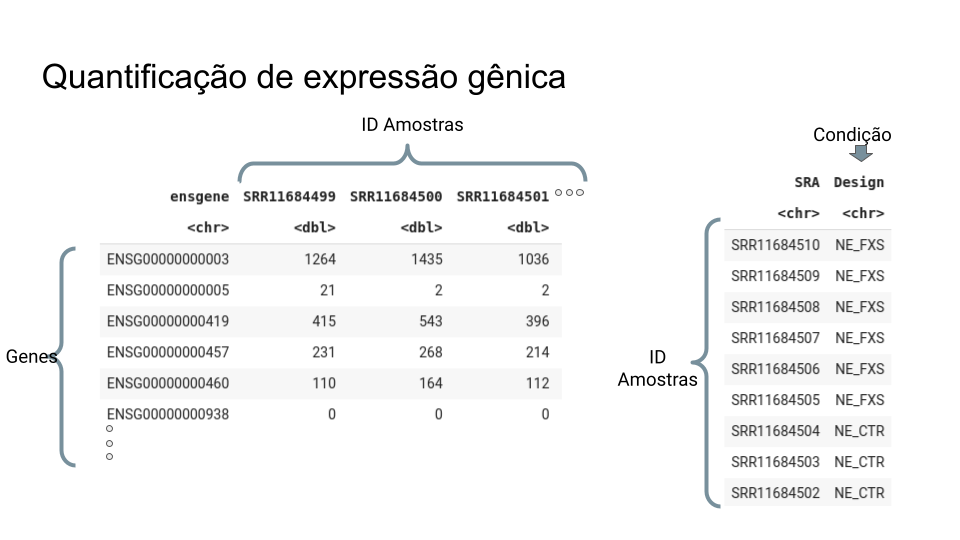 Quantificação de expressão gênica
ID Amostras
ensgene SRR11684499 SRR11684500 SRR11684501
<chr> <dbl> <dbl> <dbl>
ENSG00000000003 1264 1435 1036
ENSG00000000005 21 2 2
ENSG00000000419 415 543 396
ENSG00000000457 231 268 214
ENSG00000000460 110 164 112
ENSG00000000938 0 0 0
Genes
Condição
SRA Design
<chr> <chr>
SRR11684510 NE_FXS
SRR11684509 NE_FXS
SRR11684508 NE_FXS
SRR11684507 NE_FXS
SRR11684506 NE_FXS
SRR11684505 NE_FXS
SRR11684504 NE_CTR
SRR11684503 NE_CTR
SRR11684502 NE_CTR
ID
Amostras